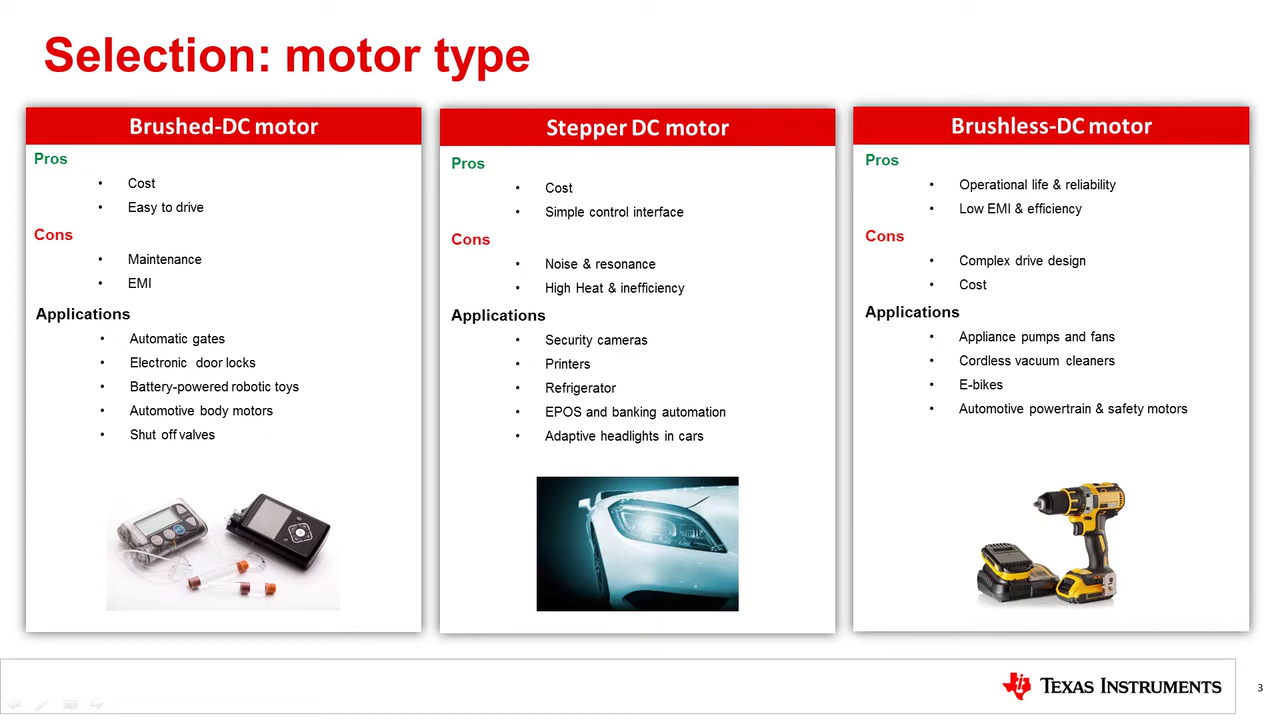 Selection: motor type
Brushed-DC motor
Pros
• Cost
• Easy to drive
Cons
• Maintenance
• EMI
Applications
• Automatic gates
• Electronic door locks
• Battery-powered robotic toys
• Automotive body motors
• Shut off valves
Stepper DC motor
Pros
• Cost
• Simple control interface
Cons
• Noise & resonance
• High Heat & inefficiency
Applications
• Security cameras
• Printers
• Refrigerator
• EPOS and banking automation
• Adaptive headlights in cars
Brushless-DC motor
Pros
• Operational life & reliability
• Low EMI & efficiency
Cons
• Complex drive design
• Cost
Applications
• Appliance pumps and fans
• Cordless vacuum cleaners
• E-bikes
• Automotive powertrain & safety motors
TEXAS INSTRUMENTS
3